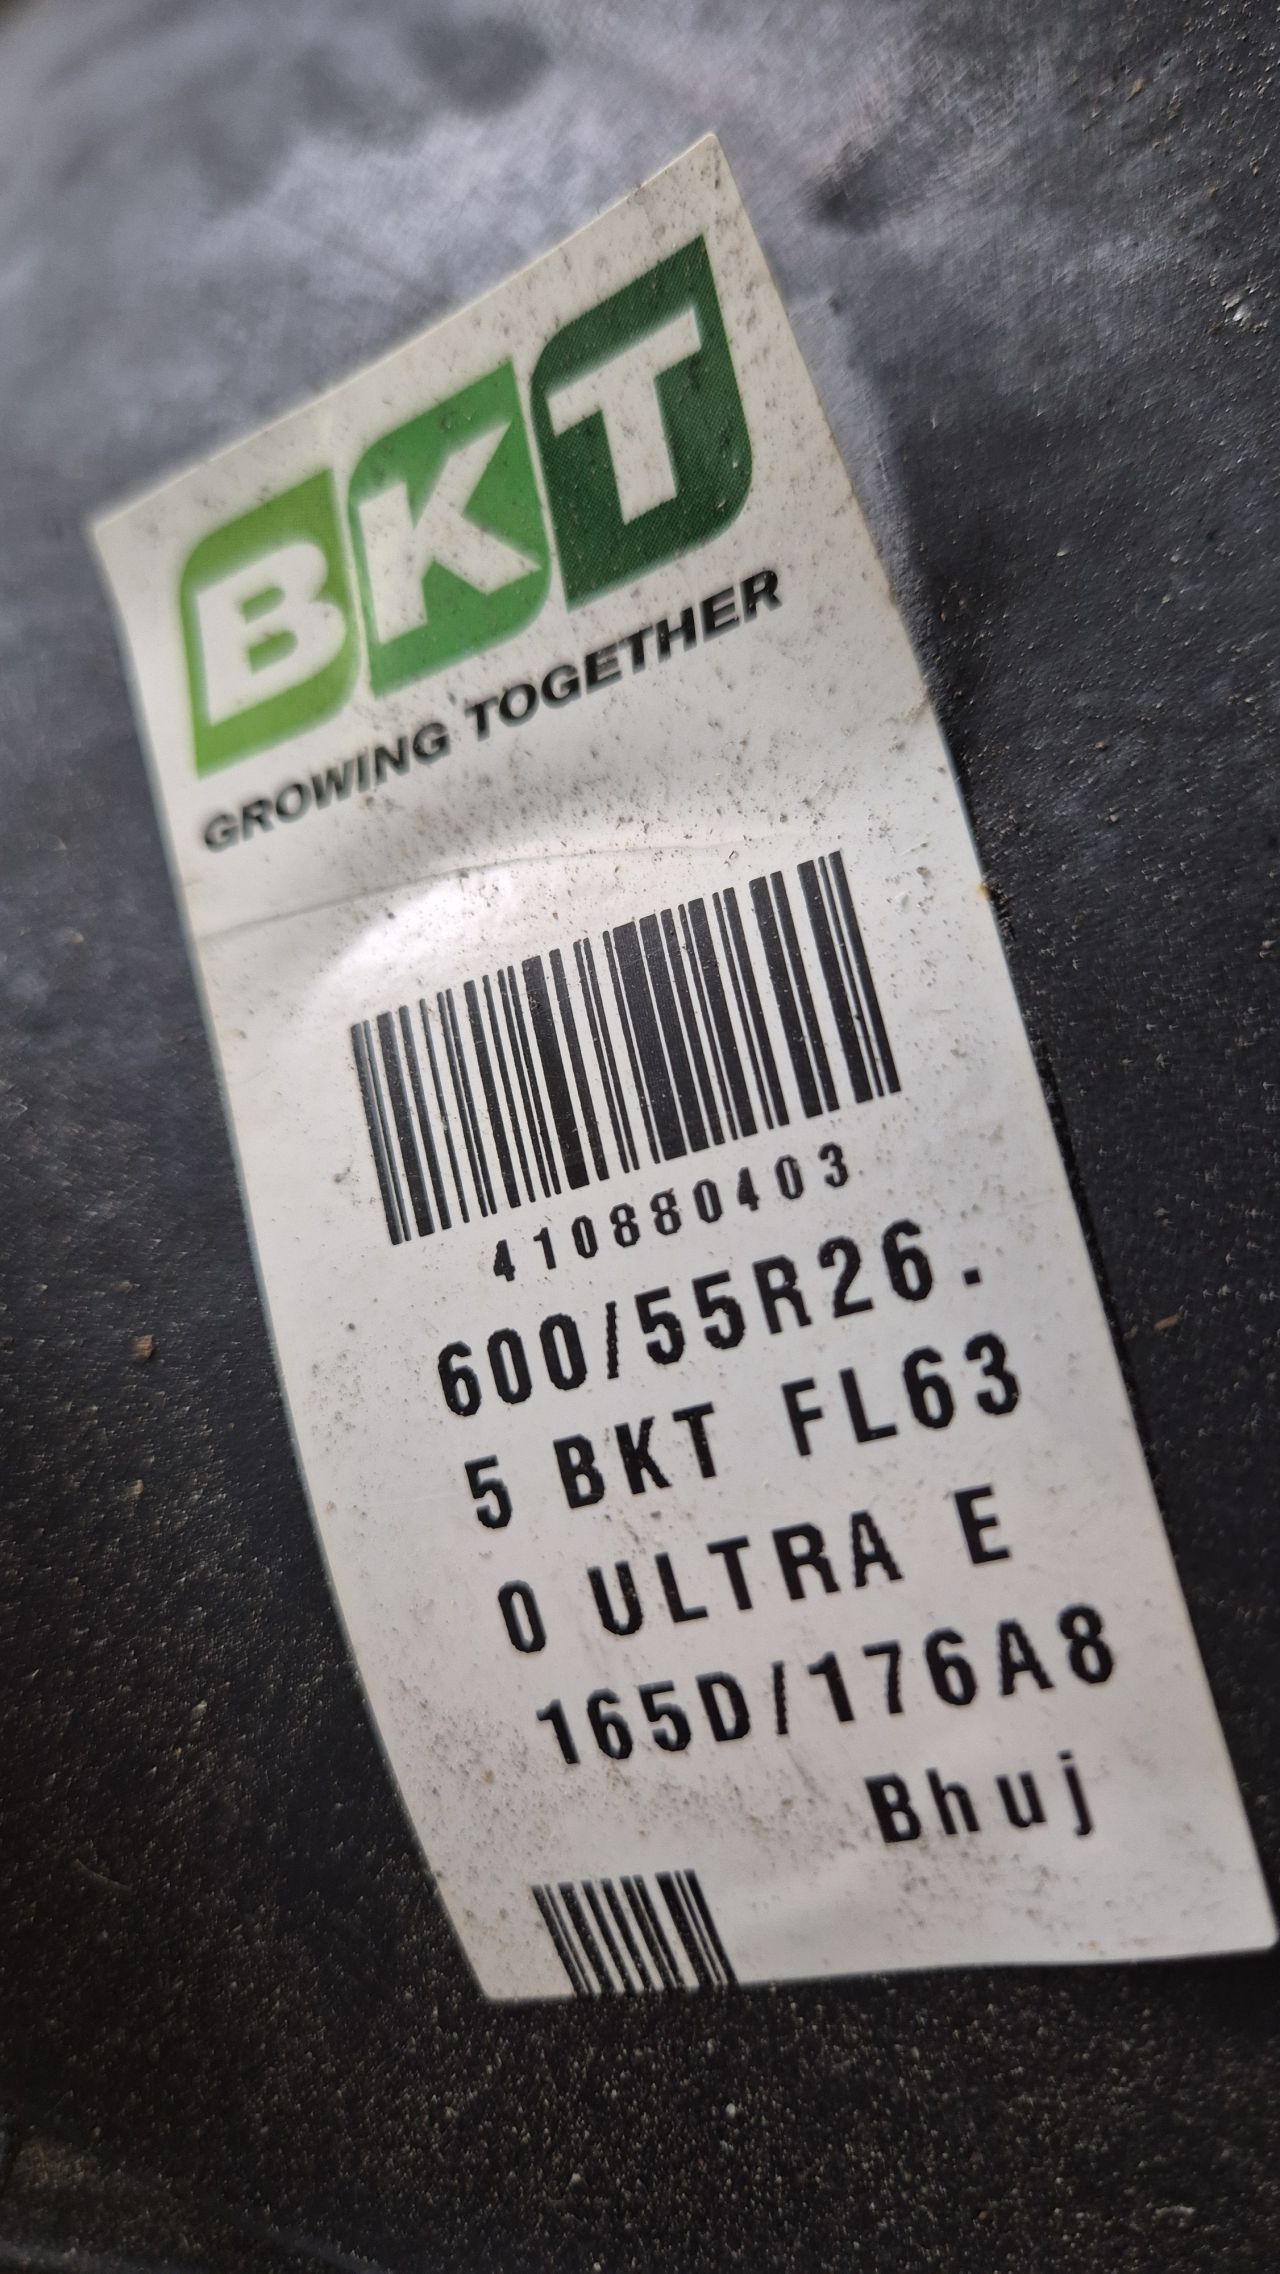 BKT
GROWING TOGETHER
410880403
600/55R26.
5 BKT FL63
0 ULTRA E
165D/176A8
Bhuj